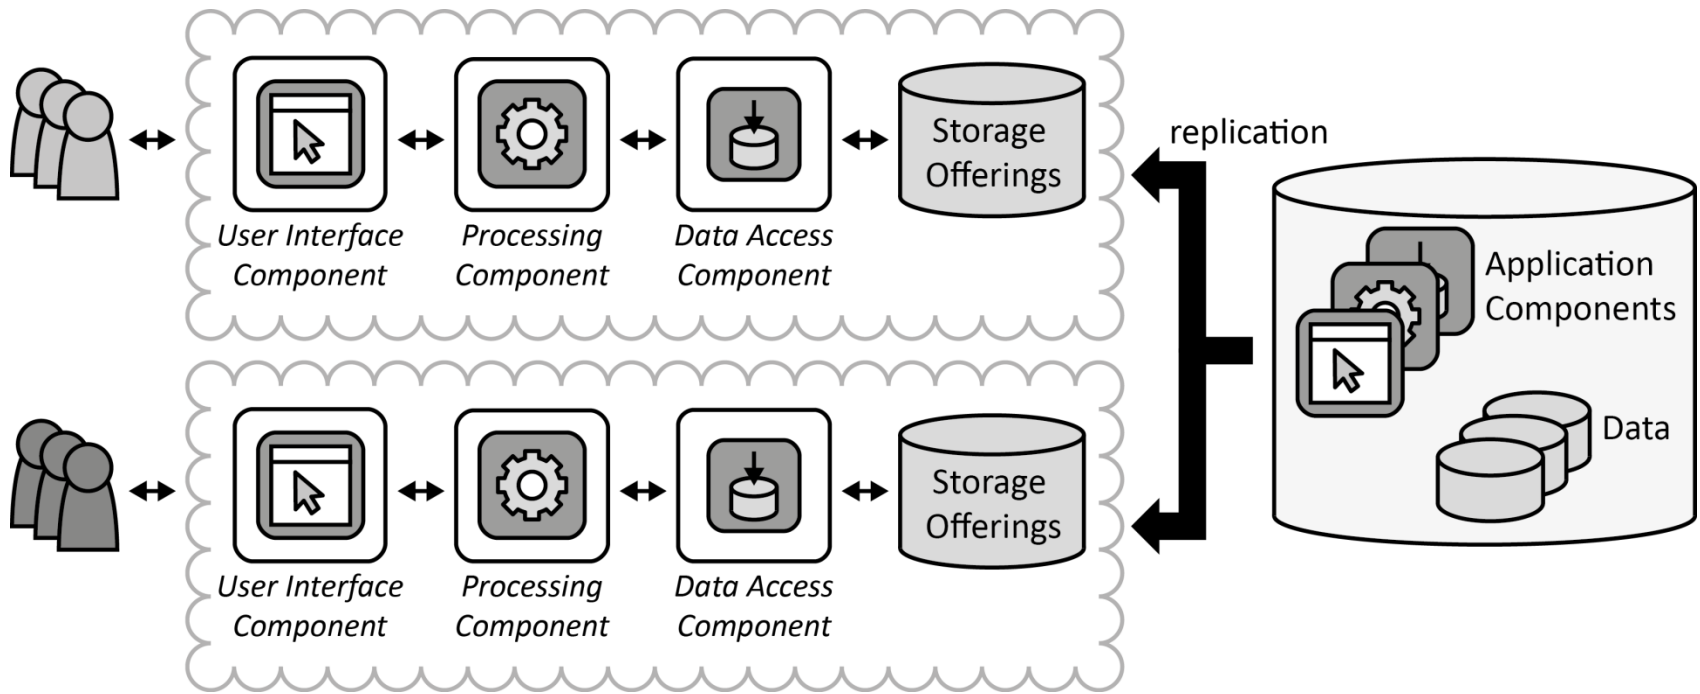 Storage
Offerings
User Interface
Component
Processing
Component
Data Access
Component
replication
Application
Components
Data
Storage
Offerings
User Interface
Component
Processing
Component
Data Access
Component